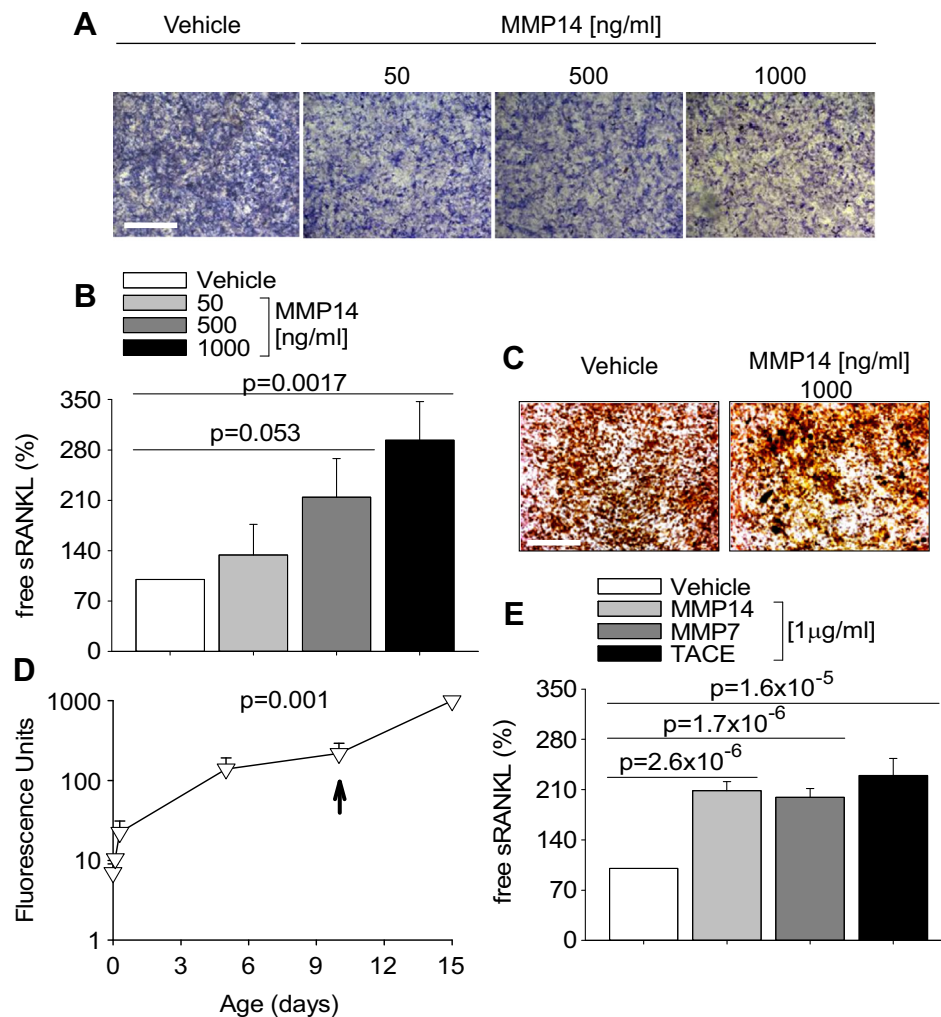 A
Vehicle
MMP14 [ng/ml]
50
500
1000
B
Vehicle
50
500
1000
MMP14
[ng/ml]
p=0.0017
p=0.053
350
280
210
140
70
0
free sRANKL (%)
C
Vehicle
MMP14 [ng/ml]
1000
D
p=0.001
1000
100
10
1
Fluorescence Units
0
3
6
9
12
15
Age (days)
E
Vehicle
MMP14
MMP7
TACE
[1µg/ml]
p=1.6x10⁻⁵
p=1.7x10⁻⁶
p=2.6x10⁻⁶
350
280
210
140
70
0
free sRANKL (%)